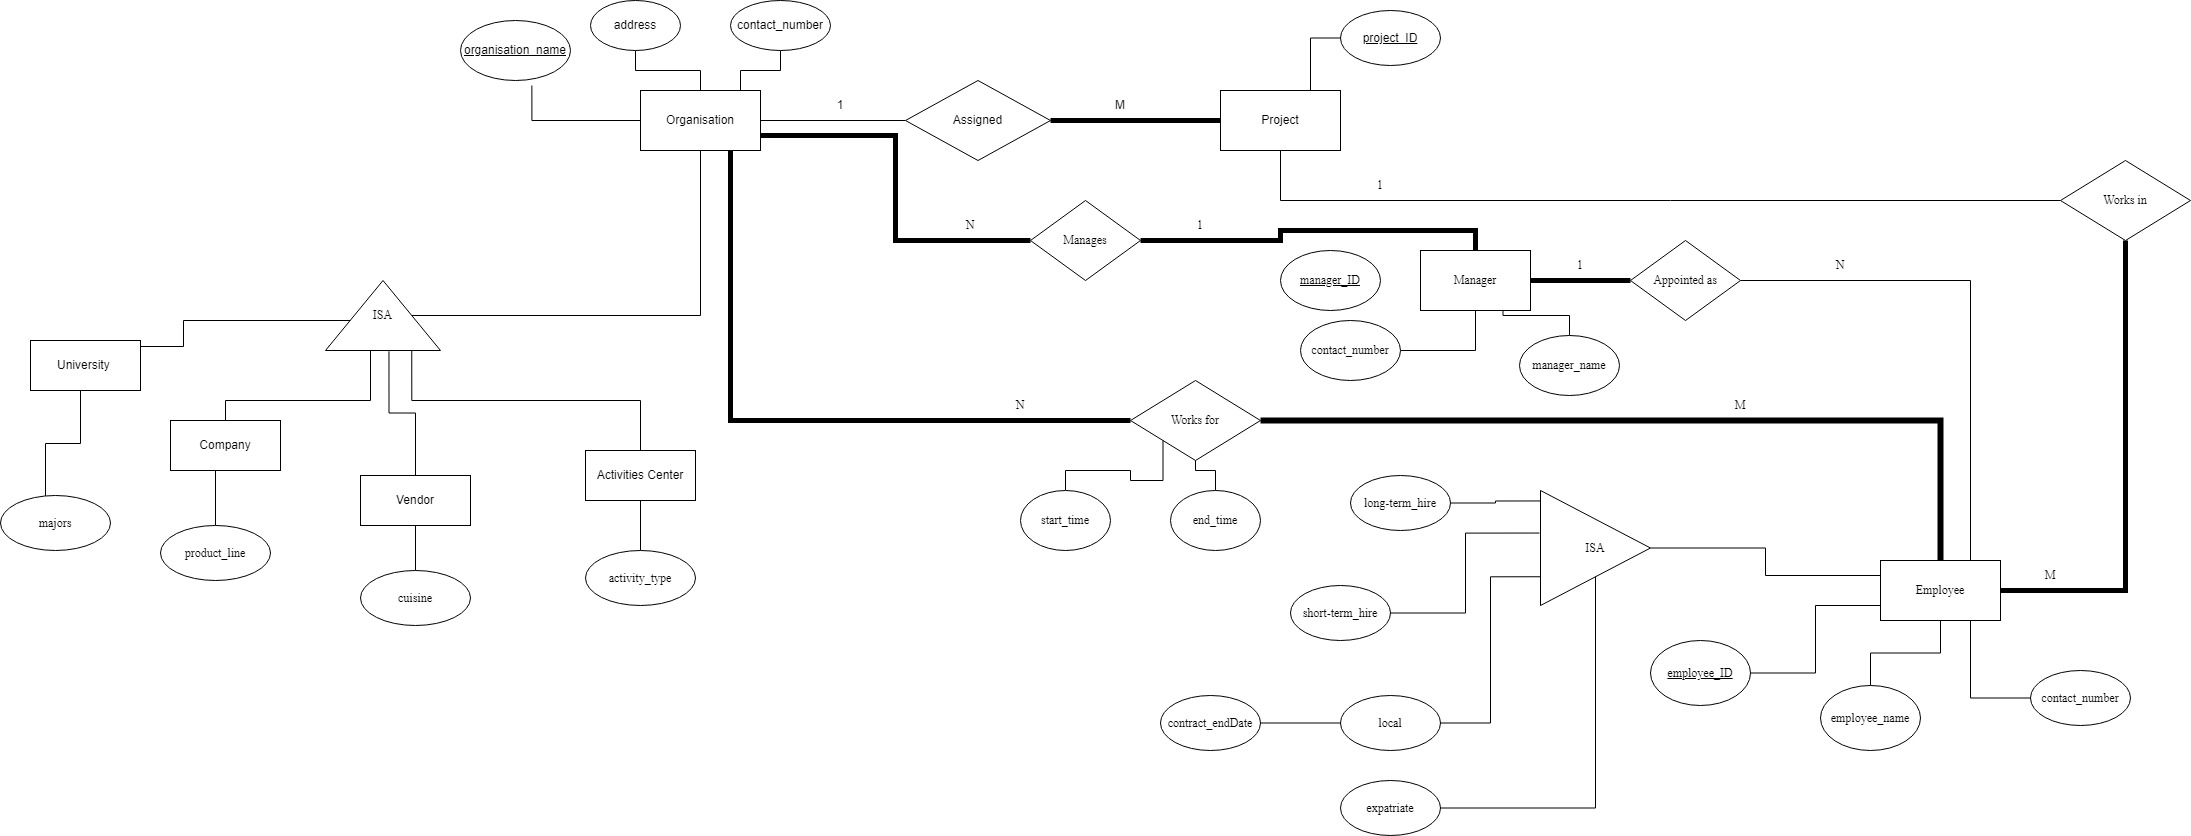 address
contact_number
organisation_name
project_ID
Organisation
1
Assigned
M
Project
1
Works in
N
Manages
1
manager_ID
Manager
1
Appointed as
N
ISA
contact_number
manager_name
University
Company
Vendor
Activities Center
majors
product_line
cuisine
activity_type
N
Works for
M
start_time
end_time
long-term_hire
ISA
short-term_hire
Employee
M
employee_ID
employee_name
contact_number
contract_endDate
local
expatriate